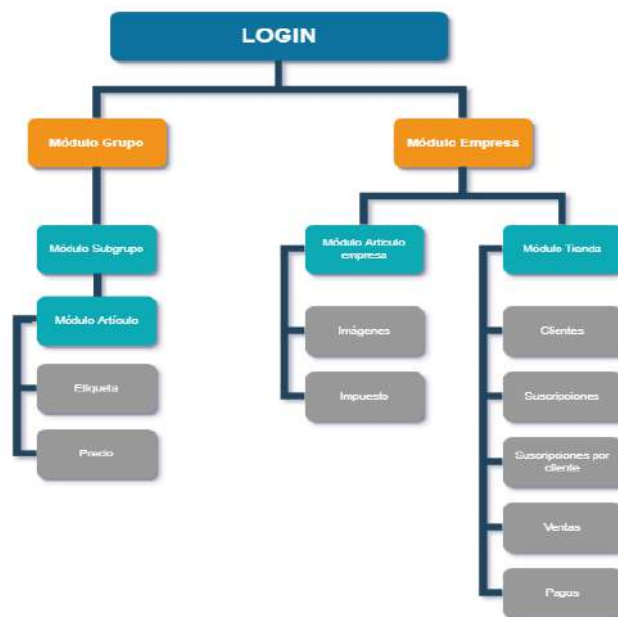 LOGIN
Módulo Grupo
Módulo Empresa
Módulo Subgrupo
Módulo Artículo
empresa
Módulo Tienda
Módulo Artículo
Imágenes
Clientes
Etiqueta
Impuesto
Suscripciones
Precio
Suscripciones por
cliente
Ventas
Pagos